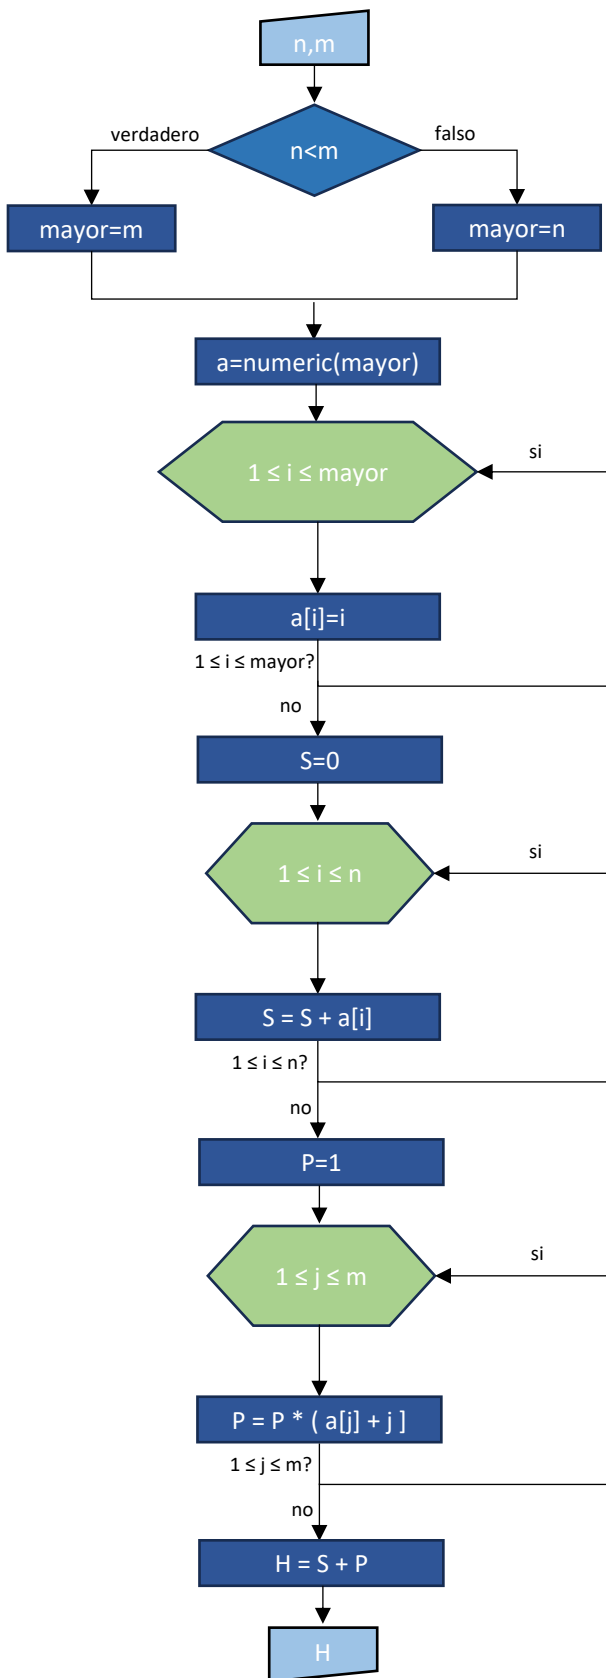 n,m
verdadero
n<m
falso
mayor=m
mayor=n
a=numeric(mayor)
1 ≤ i ≤ mayor
si
a[i]=i
1 ≤ i ≤ mayor?
no
S=0
1 ≤ i ≤ n
si
S = S + a[i]
1 ≤ i ≤ n?
no
P=1
1 ≤ j ≤ m
si
P = P * ( a[j] + j ]
1 ≤ j ≤ m?
no
H = S + P
H